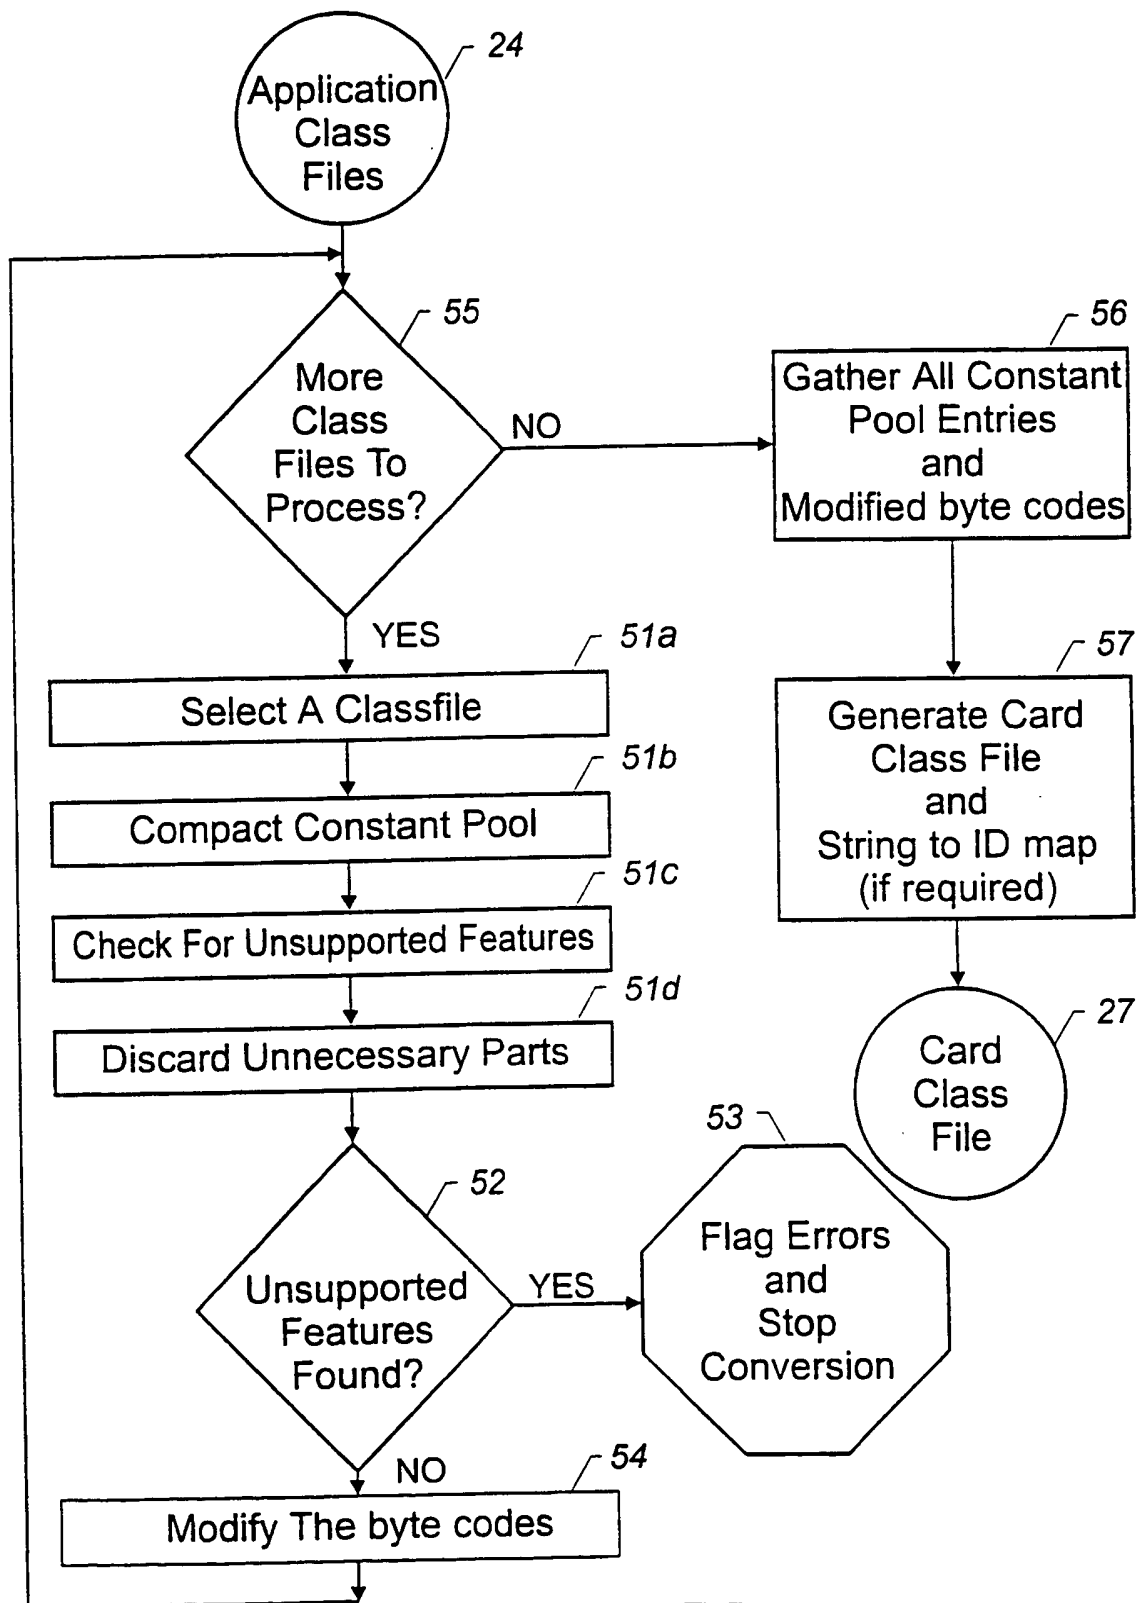 24
Application
Class
Files
55
More
Class
Files To
Process?
NO
YES
56
Gather All Constant
Pool Entries
and
Modified byte codes
51a
Select A Classfile
57
Generate Card
Class File
and
String to ID map
(if required)
51b
Compact Constant Pool
51c
Check For Unsupported Features
51d
Discard Unnecessary Parts
27
Card
Class
File
52
Unsupported
Features
Found?
YES
NO
53
Flag Errors
and
Stop
Conversion
54
Modify The byte codes